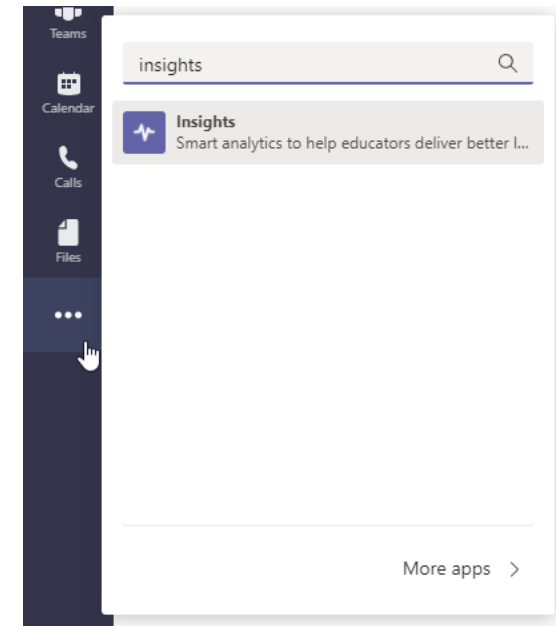 Teams
Calendar
Calls
Files
insights
Insights
Smart analytics to help educators deliver better l...
More apps